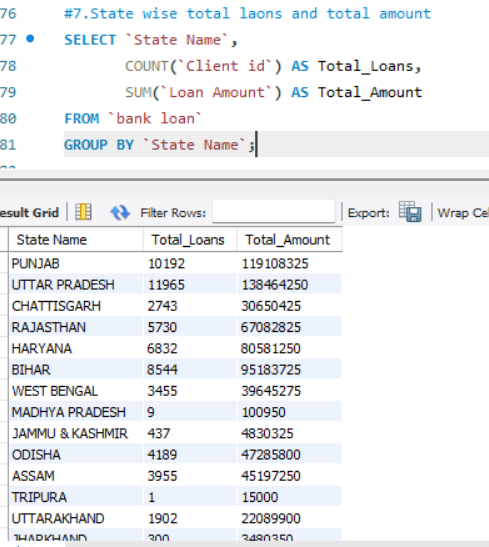 76 #7.State wise total laons and total amount
77 SELECT `State Name`,
78 COUNT(`Client id`) AS Total_Loans,
79 SUM(`Loan Amount`) AS Total_Amount
80 FROM `bank loan`
81 GROUP BY `State Name`;
esult Grid Filter Rows: Export: Wrap Cel
State Name Total_Loans Total_Amount
PUNJAB 10192 119108325
UTTAR PRADESH 11965 138464250
CHATTISGARH 2743 30650425
RAJASTHAN 5730 67082825
HARYANA 6832 80581250
BIHAR 8544 95183725
WEST BENGAL 3455 39645275
MADHYA PRADESH 9 100950
JAMMU & KASHMIR 437 4830325
ODISHA 4189 47285800
ASSAM 3955 45197250
TRIPURA 1 15000
UTTARAKHAND 1902 22089900
JHARKHAND 300 3480350